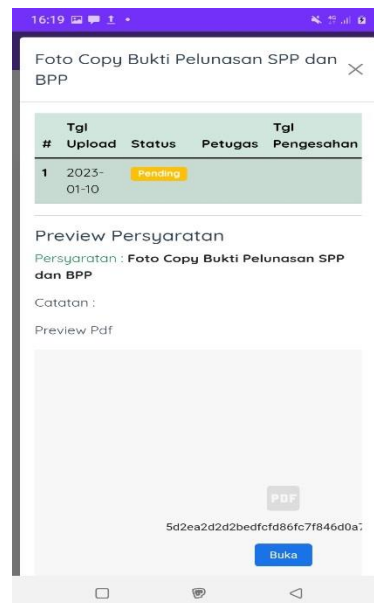 16:19
Foto Copy Bukti Pelunasan SPP dan
BPP
# Tgl Upload Status Petugas Tgl Pengesahan
1 2023-01-10 Pending
Preview Persyaratan
Persyaratan : Foto Copy Bukti Pelunasan SPP
dan BPP
Catatan :
Preview Pdf
PDF
5d2ea2d2d2bedfcfd86fc7f846d0a
Buka